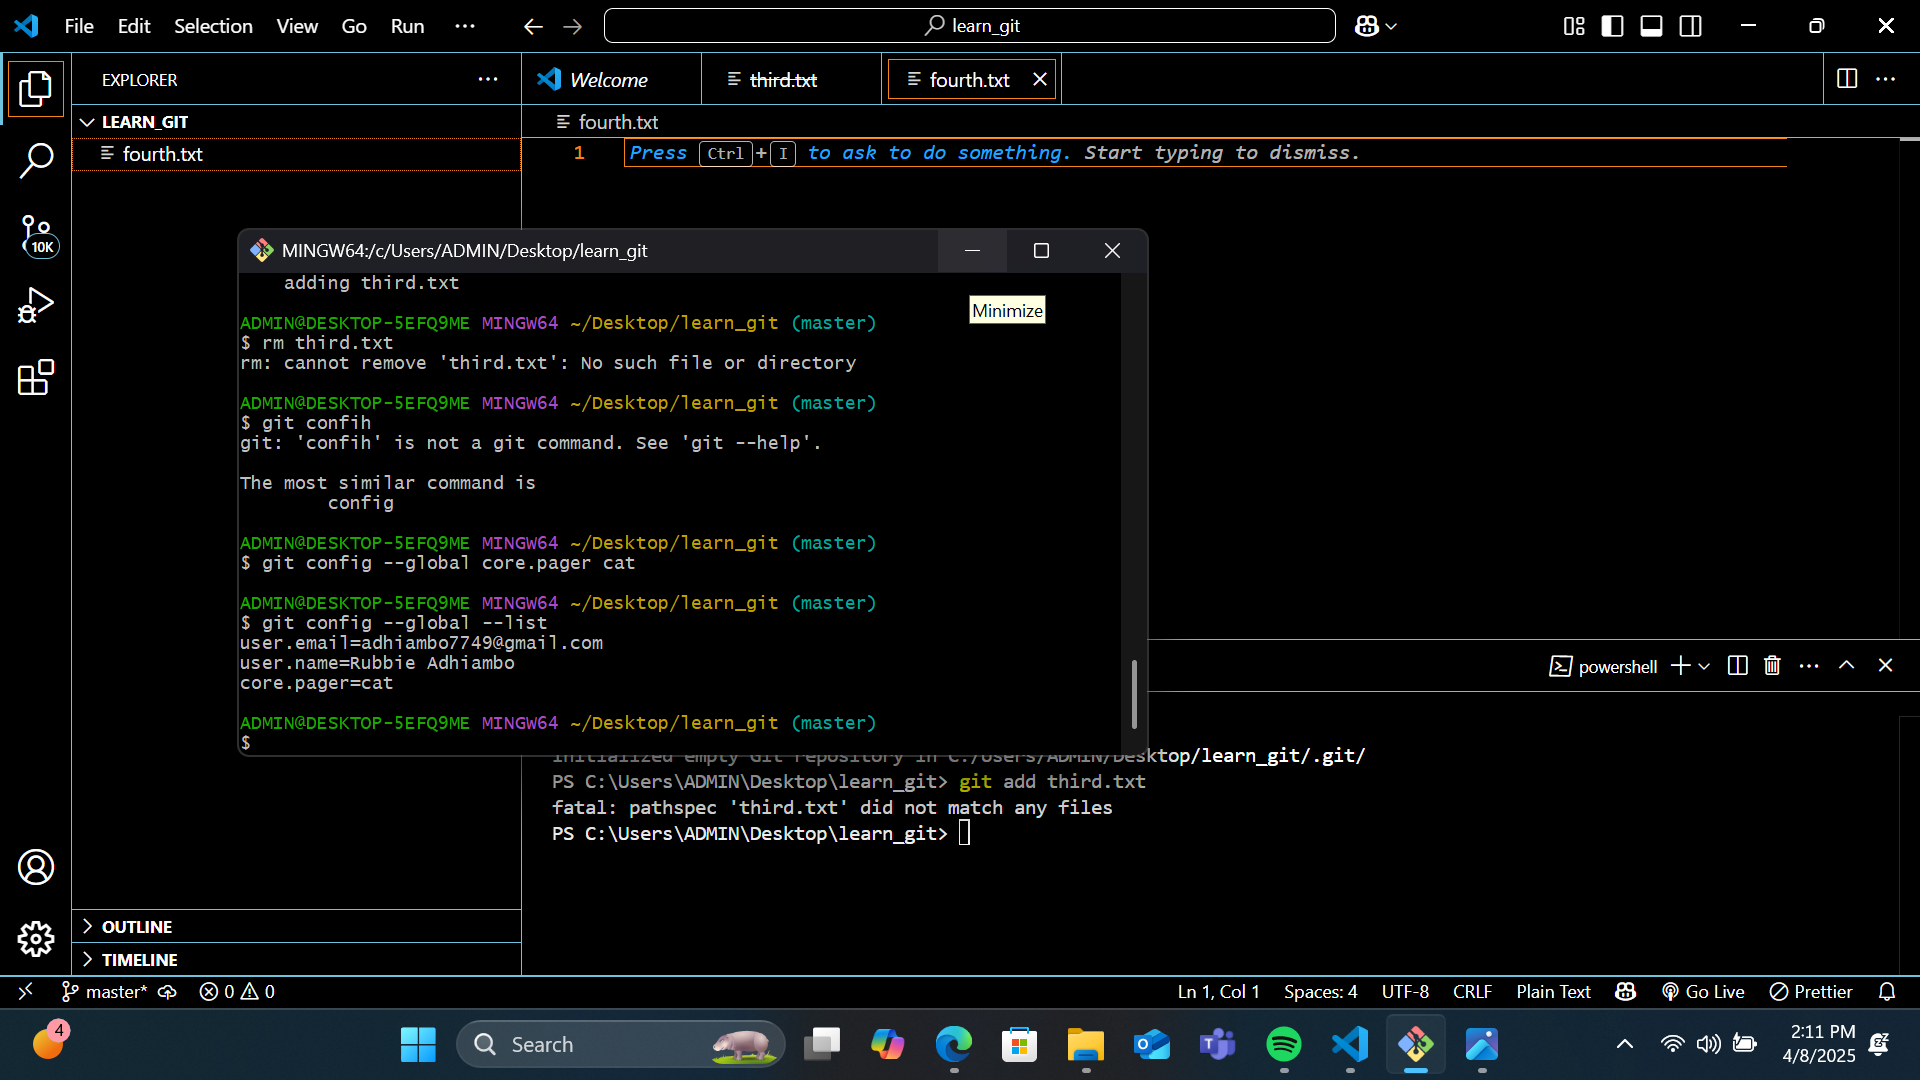 File Edit Selection View Go Run ···
learn_git
EXPLORER ···
Welcome third.txt fourth.txt
LEARN_GIT
fourth.txt
fourth.txt
1 Press Ctrl+I to ask to do something. Start typing to dismiss.
10K
MINGW64:/c/Users/ADMIN/Desktop/learn_git
Minimize
adding third.txt
ADMIN@DESKTOP-5EFQ9ME MINGW64 ~/Desktop/learn_git (master)
$ rm third.txt
rm: cannot remove 'third.txt': No such file or directory
ADMIN@DESKTOP-5EFQ9ME MINGW64 ~/Desktop/learn_git (master)
$ git confih
git: 'confih' is not a git command. See 'git --help'.
The most similar command is
config
ADMIN@DESKTOP-5EFQ9ME MINGW64 ~/Desktop/learn_git (master)
$ git config --global core.pager cat
ADMIN@DESKTOP-5EFQ9ME MINGW64 ~/Desktop/learn_git (master)
$ git config --global --list
user.email=adhiambo7749@gmail.com
user.name=Rubbie Adhiambo
core.pager=cat
ADMIN@DESKTOP-5EFQ9ME MINGW64 ~/Desktop/learn_git (master)
$
powershell
Initialized empty Git repository in C:/Users/ADMIN/Desktop/learn_git/.git/
PS C:\Users\ADMIN\Desktop\learn_git> git add third.txt
fatal: pathspec 'third.txt' did not match any files
PS C:\Users\ADMIN\Desktop\learn_git>
OUTLINE
TIMELINE
master* 0 0 Ln 1, Col 1 Spaces: 4 UTF-8 CRLF Plain Text Go Live Prettier
4
Search
2:11 PM
4/8/2025